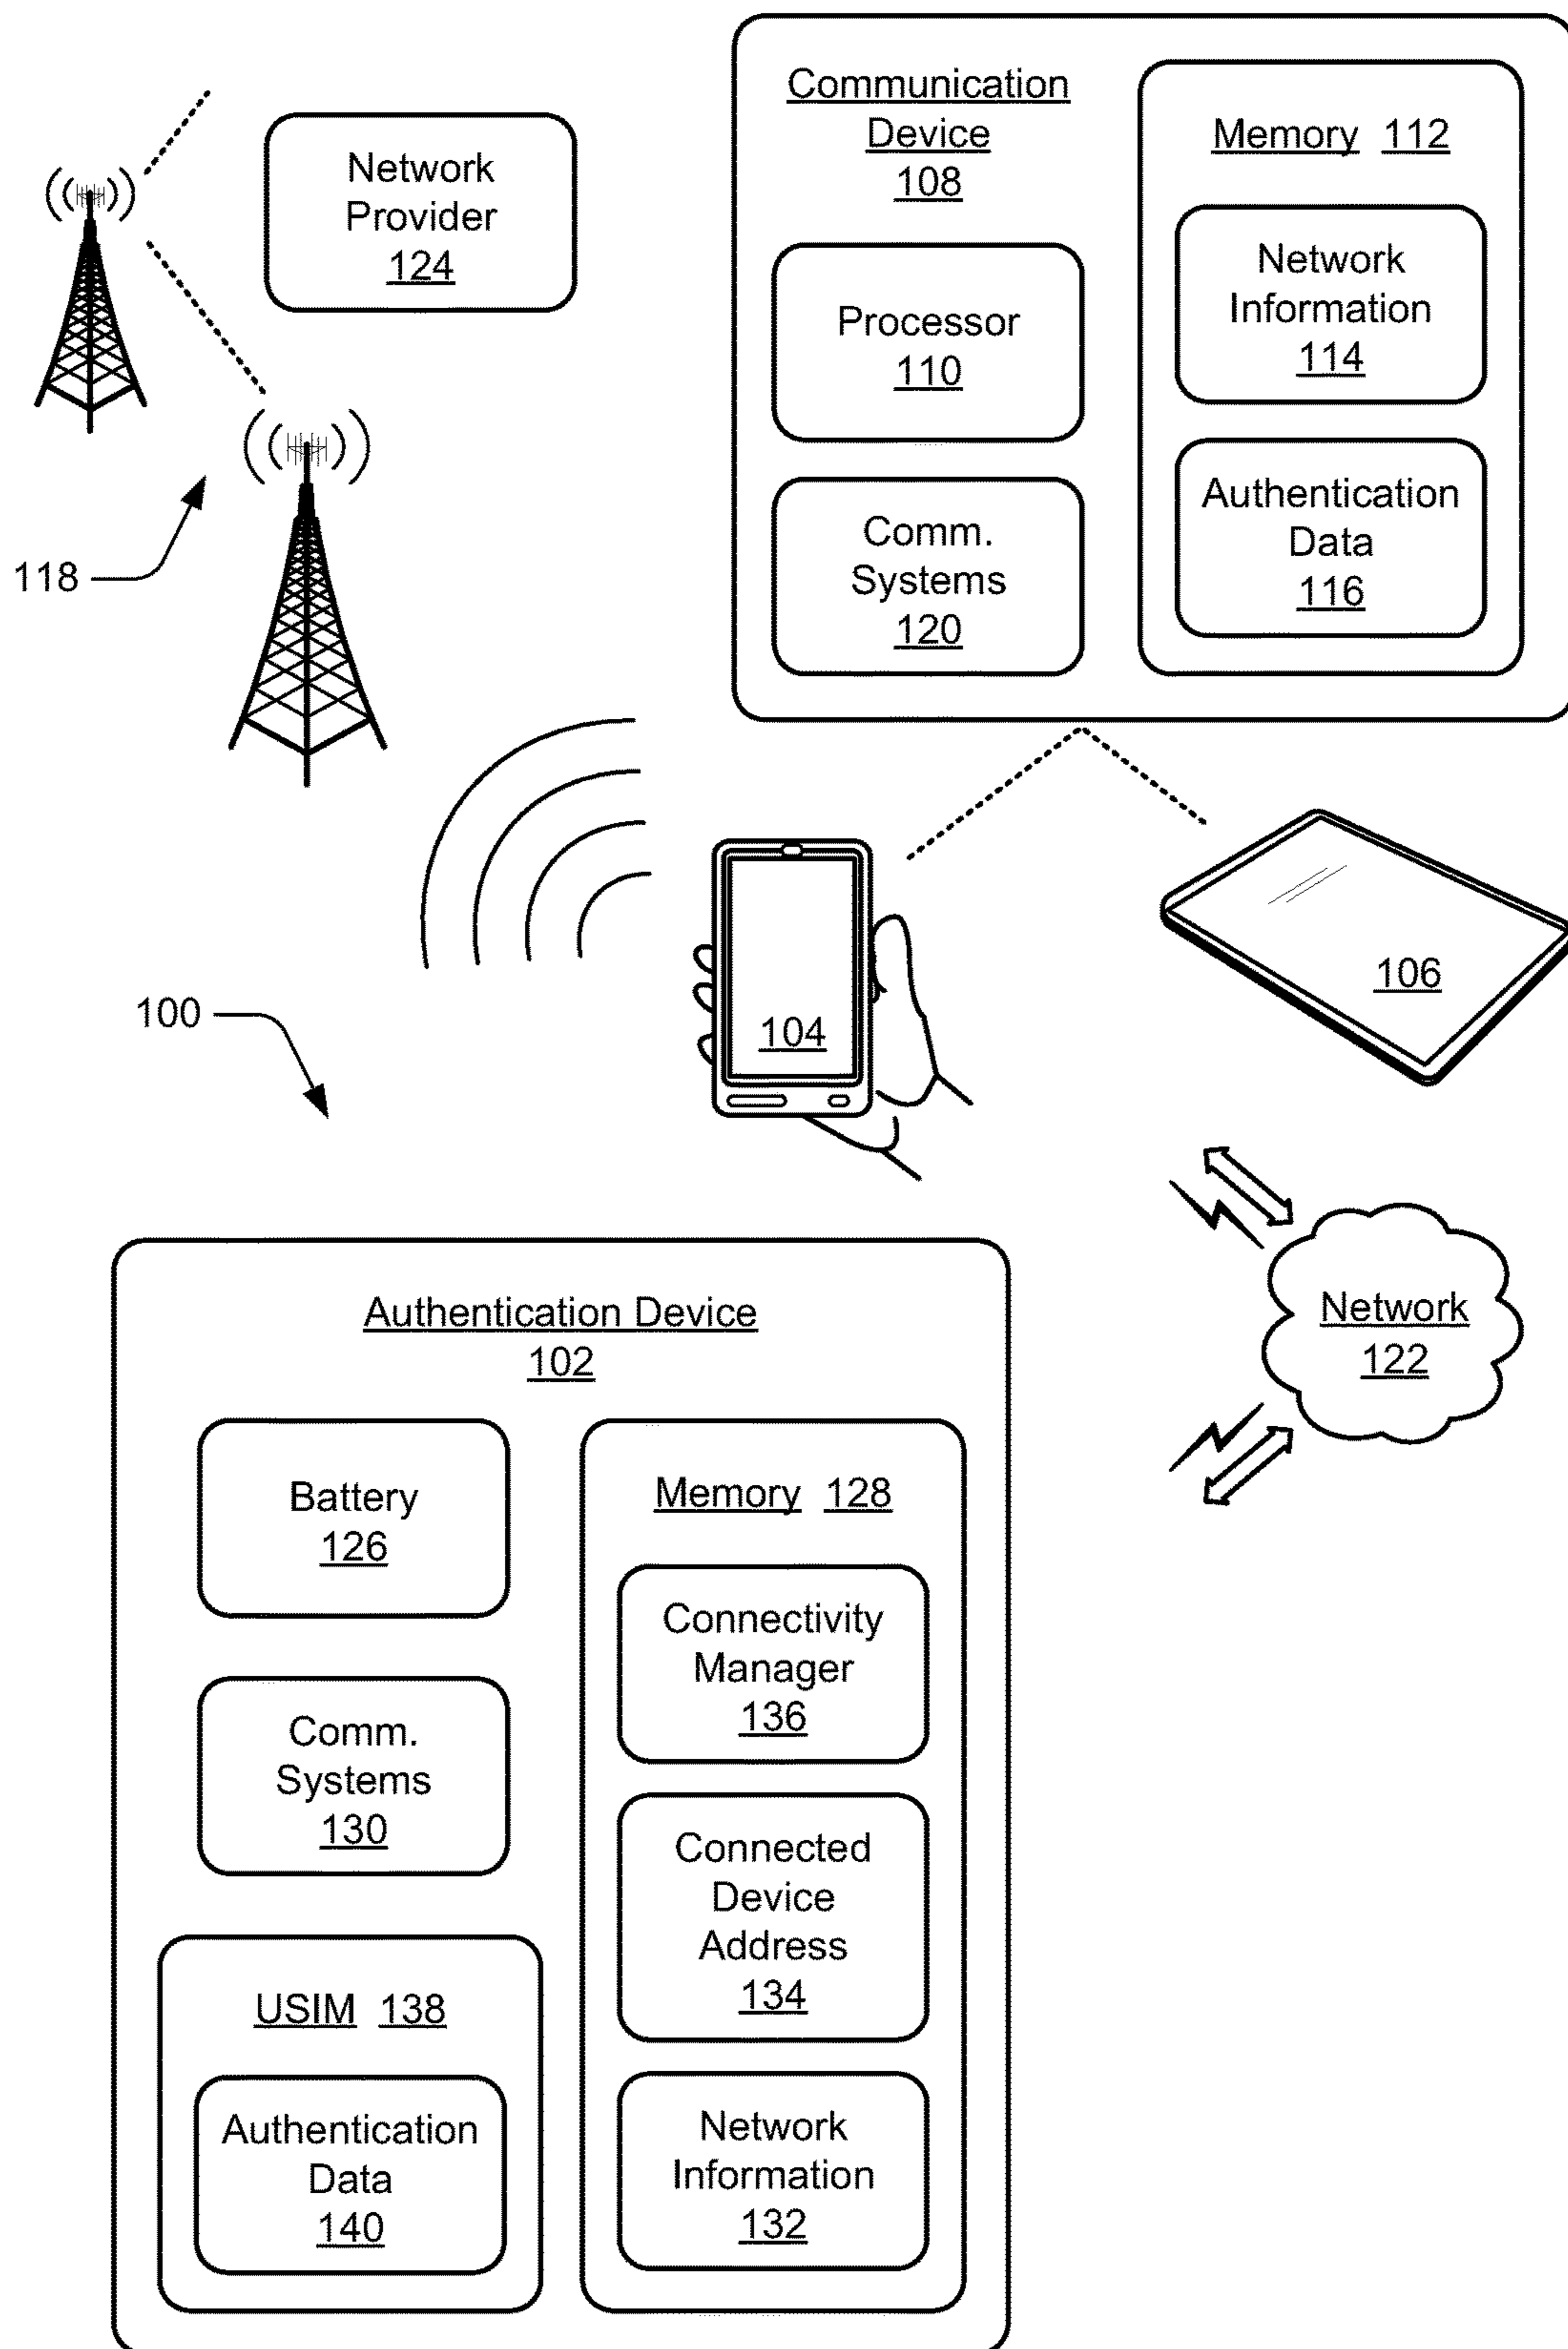 Network
Provider
124
118
Communication
Device
108
Processor
110
Comm.
Systems
120
Memory 112
Network
Information
114
Authentication
Data
116
104
106
100
Network
122
Authentication Device
102
Battery
126
Comm.
Systems
130
USIM 138
Authentication
Data
140
Memory 128
Connectivity
Manager
136
Connected
Device
Address
134
Network
Information
132